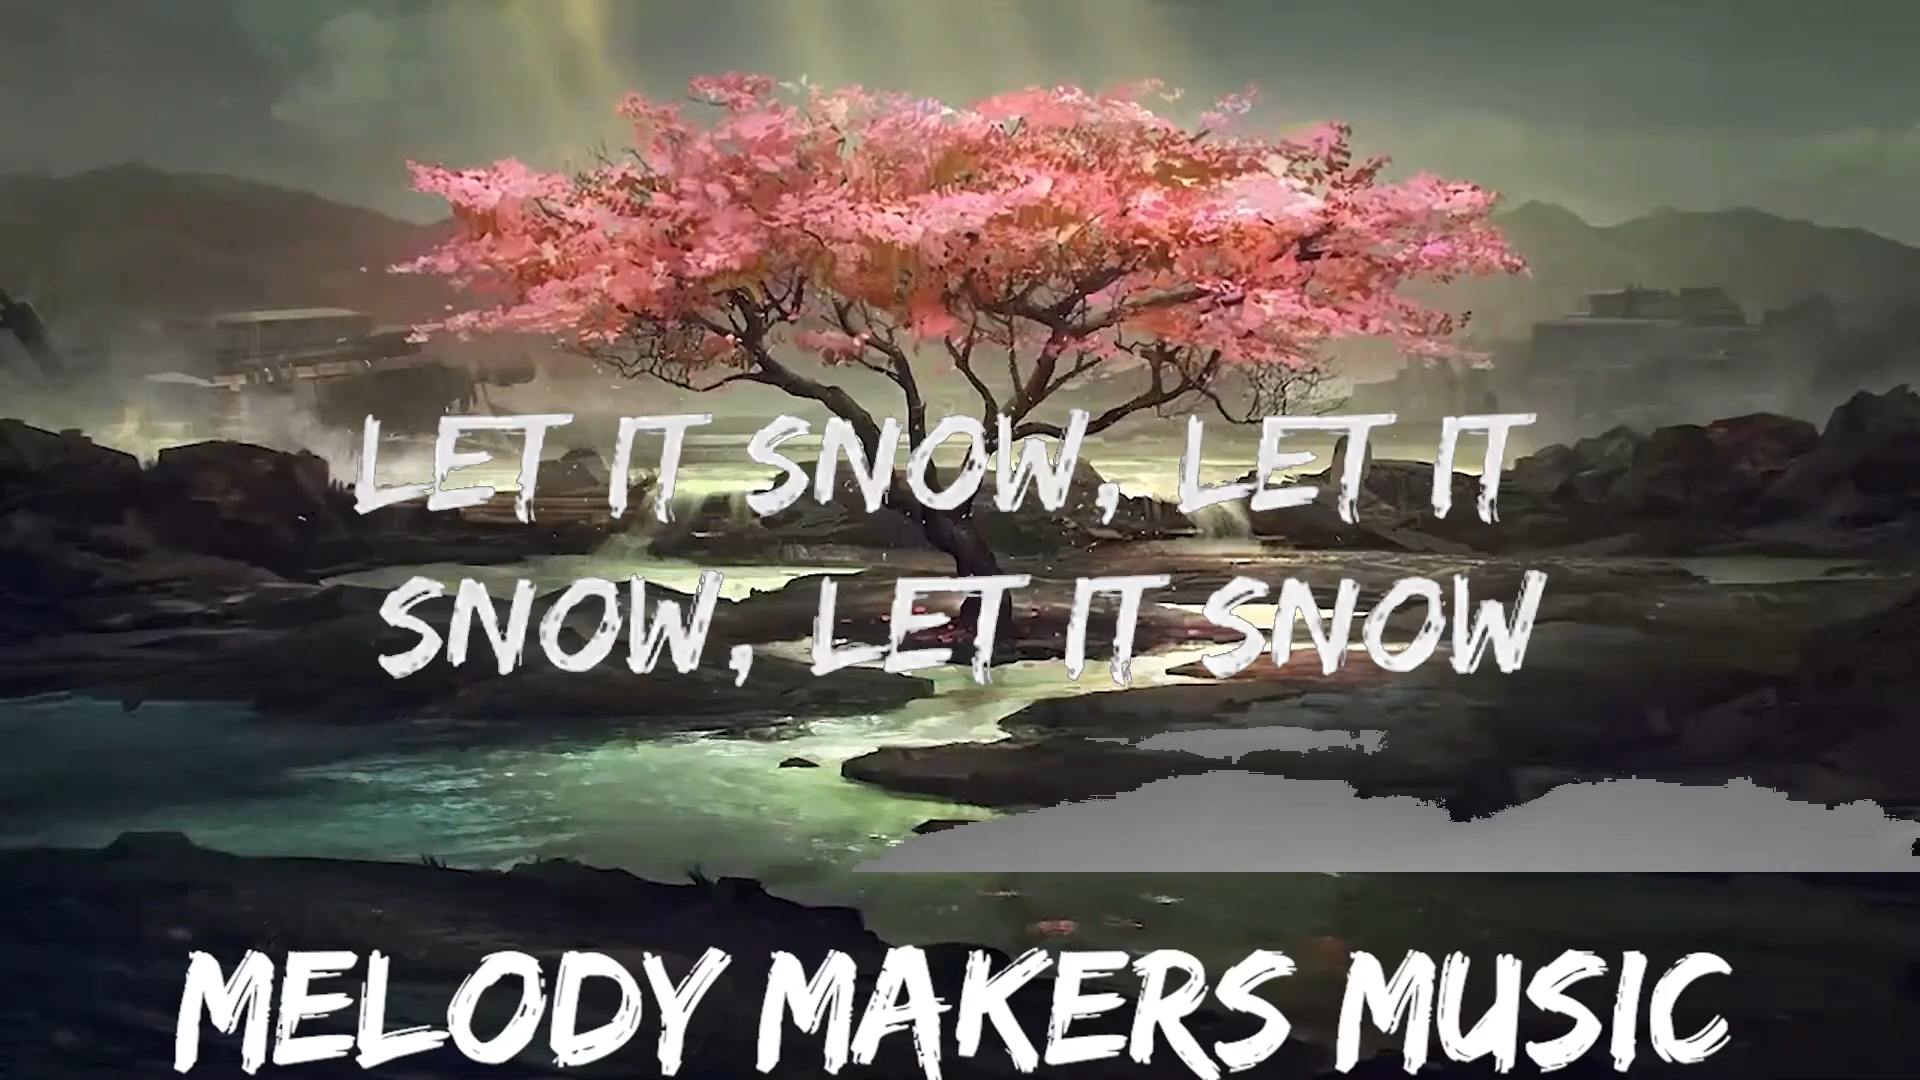 LET IT SNOW, LET IT
SNOW, LET IT SNOW
MELODY MAKERS MUSIC